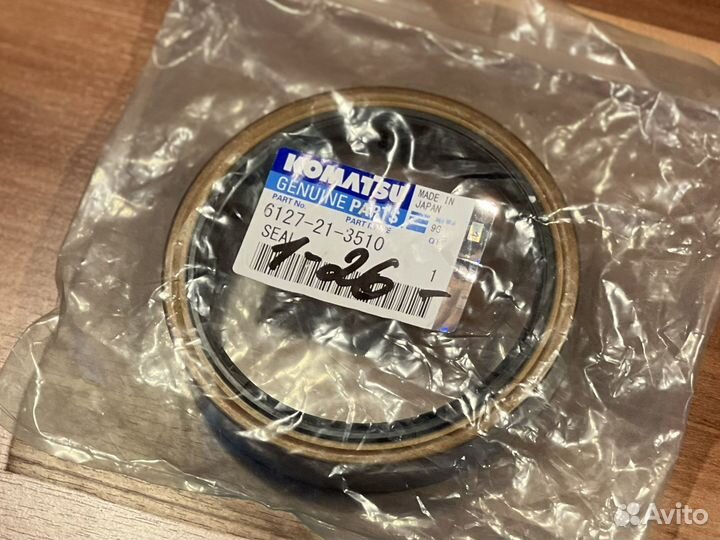 KOMATSU
GENUINE PARTS
MADE IN
JAPAN
PART No.
6127-21-3510
SEAL
1
1-26-
Avito